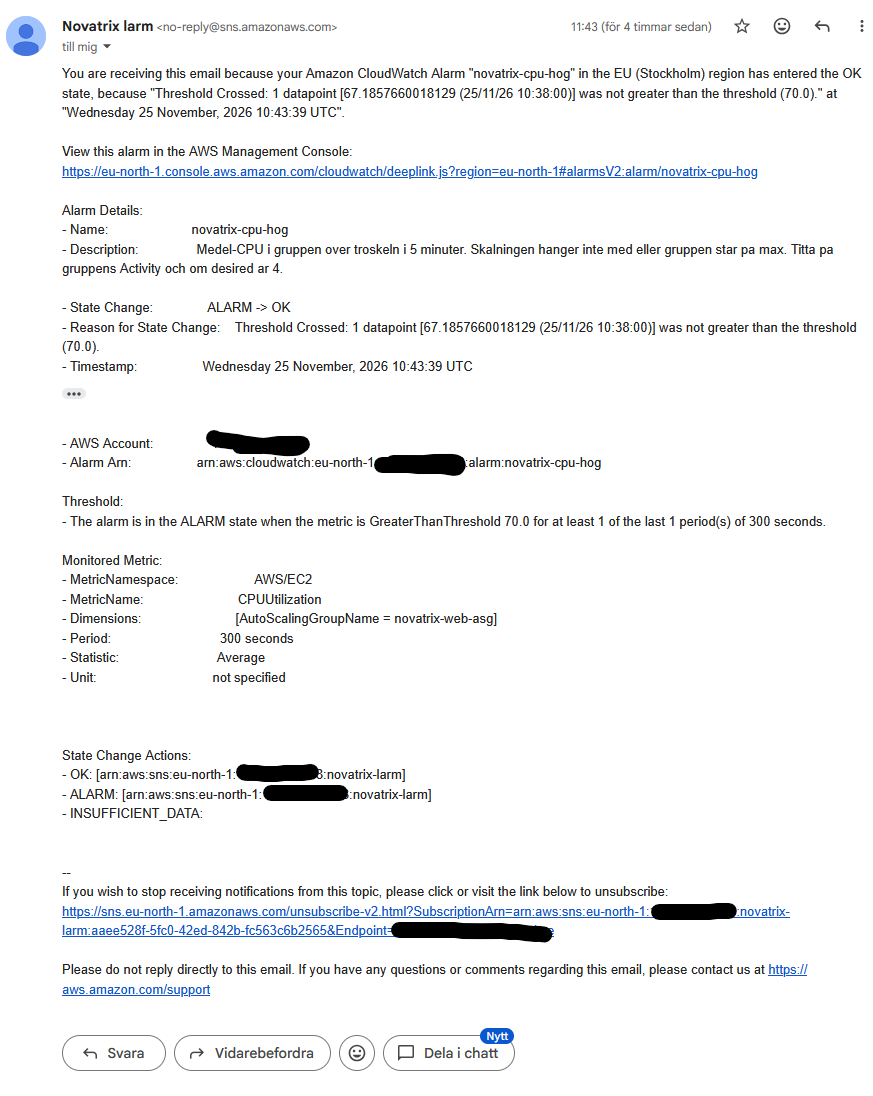 Novatrix larm <no-reply@sns.amazonaws.com>
11:43 (för 4 timmar sedan)
till mig
You are receiving this email because your Amazon CloudWatch Alarm "novatrix-cpu-hog" in the EU (Stockholm) region has entered the OK
state, because "Threshold Crossed: 1 datapoint [67.1857660018129 (25/11/26 10:38:00)] was not greater than the threshold (70.0)." at
"Wednesday 25 November, 2026 10:43:39 UTC".
View this alarm in the AWS Management Console:
https://eu-north-1.console.aws.amazon.com/cloudwatch/deeplink.js?region=eu-north-1#alarmsV2:alarm/novatrix-cpu-hog
Alarm Details:
- Name: novatrix-cpu-hog
- Description: Medel-CPU i gruppen over troskeln i 5 minuter. Skalningen hanger inte med eller gruppen star pa max. Titta pa
gruppens Activity och om desired ar 4.
- State Change: ALARM -> OK
- Reason for State Change: Threshold Crossed: 1 datapoint [67.1857660018129 (25/11/26 10:38:00)] was not greater than the threshold
(70.0).
- Timestamp: Wednesday 25 November, 2026 10:43:39 UTC
- AWS Account:
- Alarm Arn: arn:aws:cloudwatch:eu-north-1 :alarm:novatrix-cpu-hog
Threshold:
- The alarm is in the ALARM state when the metric is GreaterThanThreshold 70.0 for at least 1 of the last 1 period(s) of 300 seconds.
Monitored Metric:
- MetricNamespace: AWS/EC2
- MetricName: CPUUtilization
- Dimensions: [AutoScalingGroupName = novatrix-web-asg]
- Period: 300 seconds
- Statistic: Average
- Unit: not specified
State Change Actions:
- OK: [arn:aws:sns:eu-north-1: :novatrix-larm]
- ALARM: [arn:aws:sns:eu-north-1: :novatrix-larm]
- INSUFFICIENT_DATA:
--
If you wish to stop receiving notifications from this topic, please click or visit the link below to unsubscribe:
https://sns.eu-north-1.amazonaws.com/unsubscribe-v2.html?SubscriptionArn=arn:aws:sns:eu-north-1: :novatrix-
larm:aaee528f-5fc0-42ed-842b-fc563c6b2565&Endpoint=
Please do not reply directly to this email. If you have any questions or comments regarding this email, please contact us at https://
aws.amazon.com/support
Nytt
Svara
Vidarebefordra
Dela i chatt